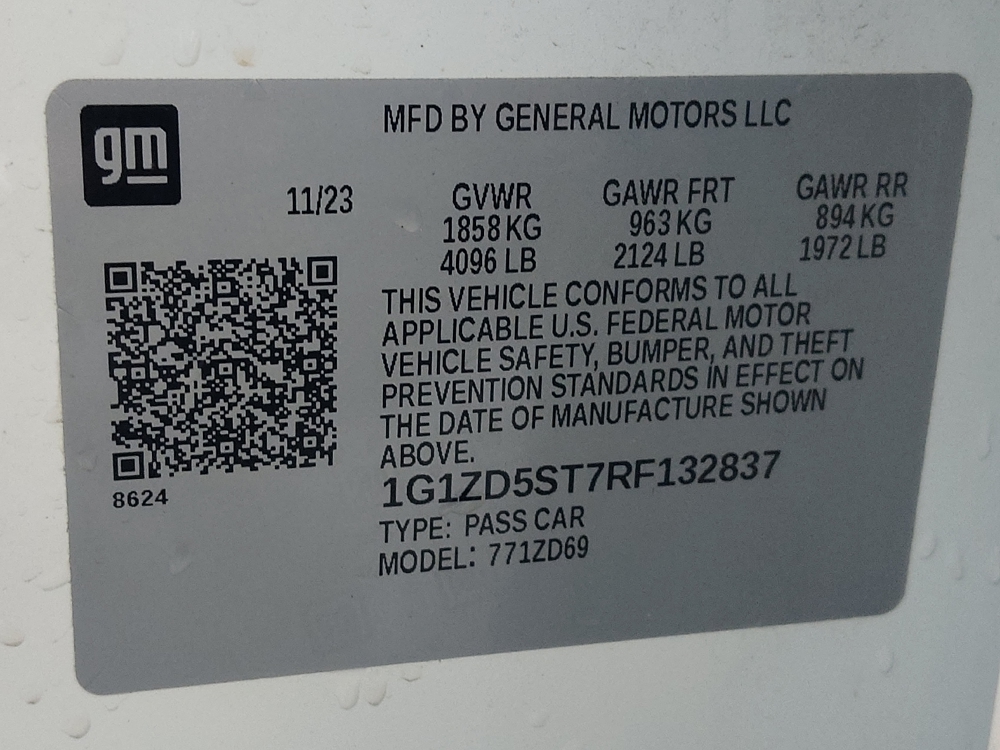 gm
MFD BY GENERAL MOTORS LLC
11/23 GVWR GAWR FRT GAWR RR
1858 KG 963 KG 894 KG
4096 LB 2124 LB 1972 LB
THIS VEHICLE CONFORMS TO ALL
APPLICABLE U.S. FEDERAL MOTOR
VEHICLE SAFETY, BUMPER, AND THEFT
PREVENTION STANDARDS IN EFFECT ON
THE DATE OF MANUFACTURE SHOWN
ABOVE.
8624
1G1ZD5ST7RF132837
TYPE: PASS CAR
MODEL: 771ZD69